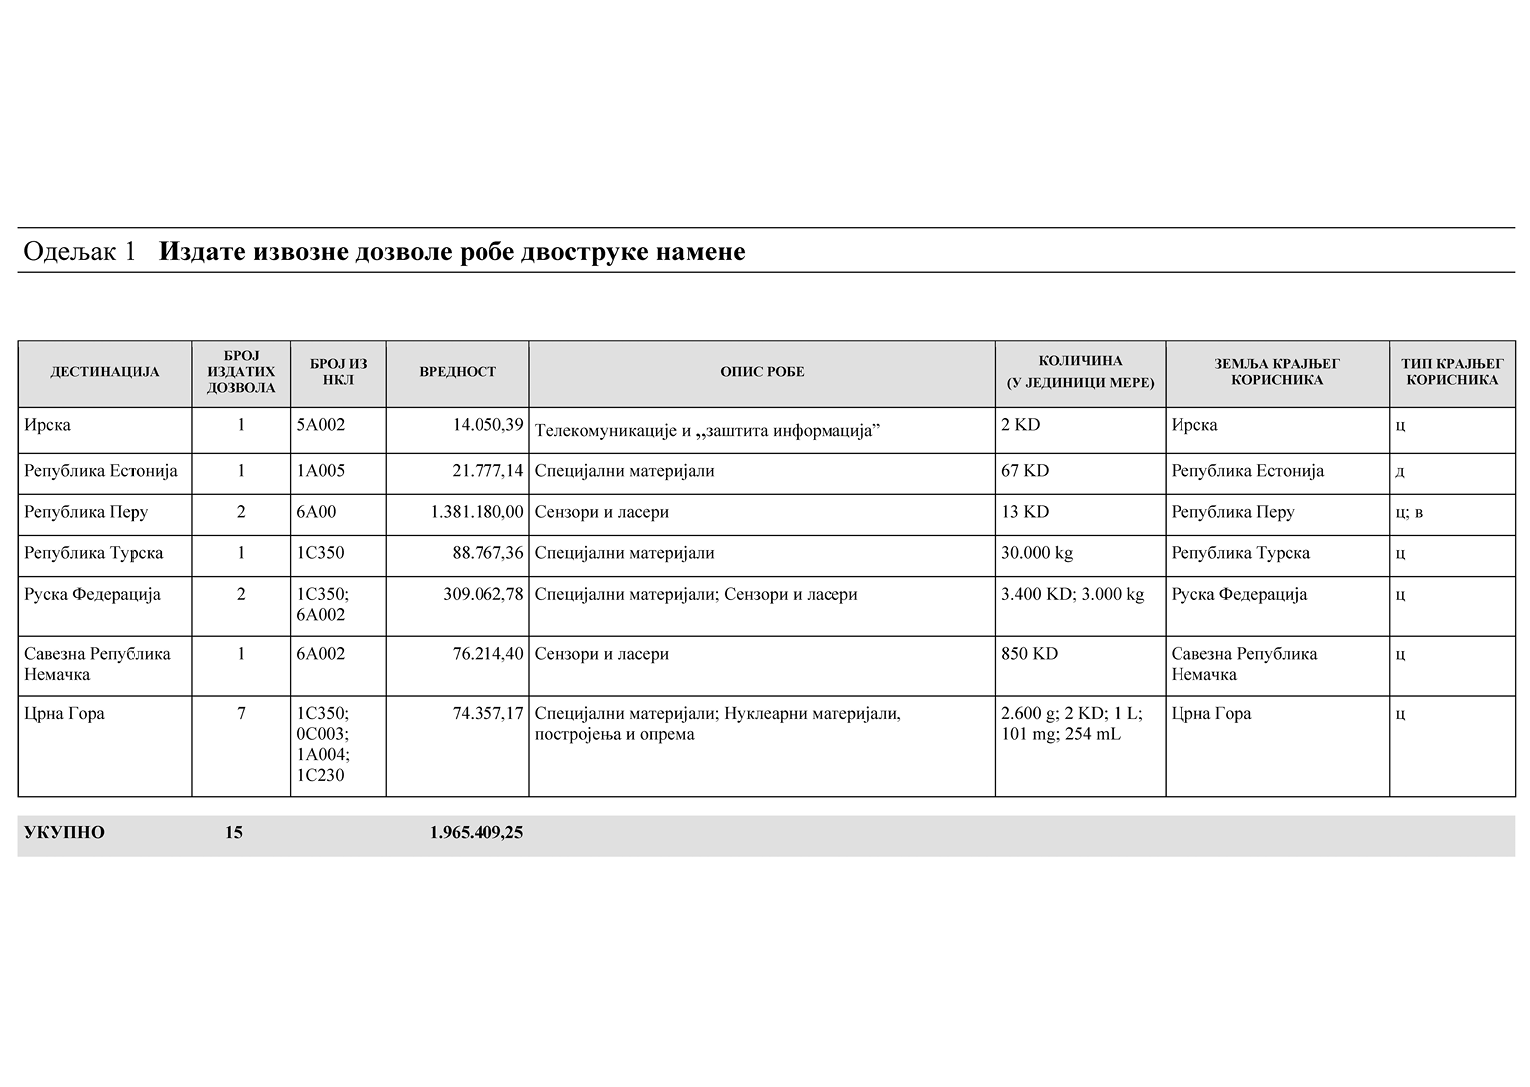 Одељак 1 Издате извозне дозволе робе двоструке намене
ДЕСТИНАЦИЈА
БРОЈ
ИЗДАТИХ
ДОЗВОЛА
БРОЈ ИЗ
НКЛ
ВРЕДНОСТ
ОПИС РОБЕ
КОЛИЧИНА
(У ЈЕДИНИЦИ МЕРЕ)
ЗЕМЉА КРАЈЊЕГ
КОРИСНИКА
ТИП КРАЈЊЕГ
КОРИСНИКА
Ирска 1 5A002 14.050,39 Телекомуникације и „заштита информација” 2 KD Ирска ц
Република Естонија 1 1A005 21.777,14 Специјални материјали 67 KD Република Естонија д
Република Перу 2 6A00 1.381.180,00 Сензори и ласери 13 KD Република Перу ц; в
Република Турска 1 1C350 88.767,36 Специјални материјали 30.000 kg Република Турска ц
Руска Федерација 2 1C350; 309.062,78 Специјални материјали; Сензори и ласери 3.400 KD; 3.000 kg Руска Федерација ц
6A002
Савезна Република 1 6A002 76.214,40 Сензори и ласери 850 KD Савезна Република ц
Немачка Немачка
Црна Гора 7 1C350; 74.357,17 Специјални материјали; Нуклеарни материјали, 2.600 g; 2 KD; 1 L; Црна Гора ц
0C003; постројења и опрема 101 mg; 254 mL
1A004;
1C230
УКУПНО 15 1.965.409,25